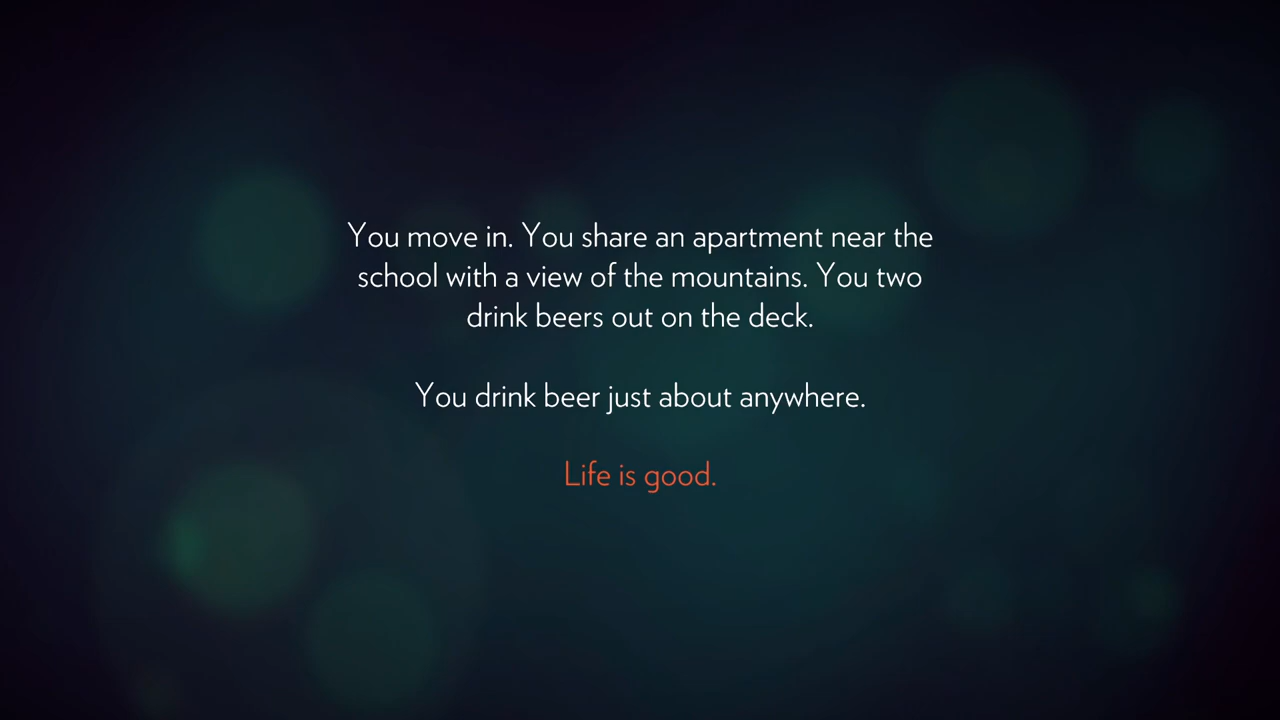 You move in. You share an apartment near the
school with a view of the mountains. You two
drink beers out on the deck.
You drink beer just about anywhere.
Life is good.